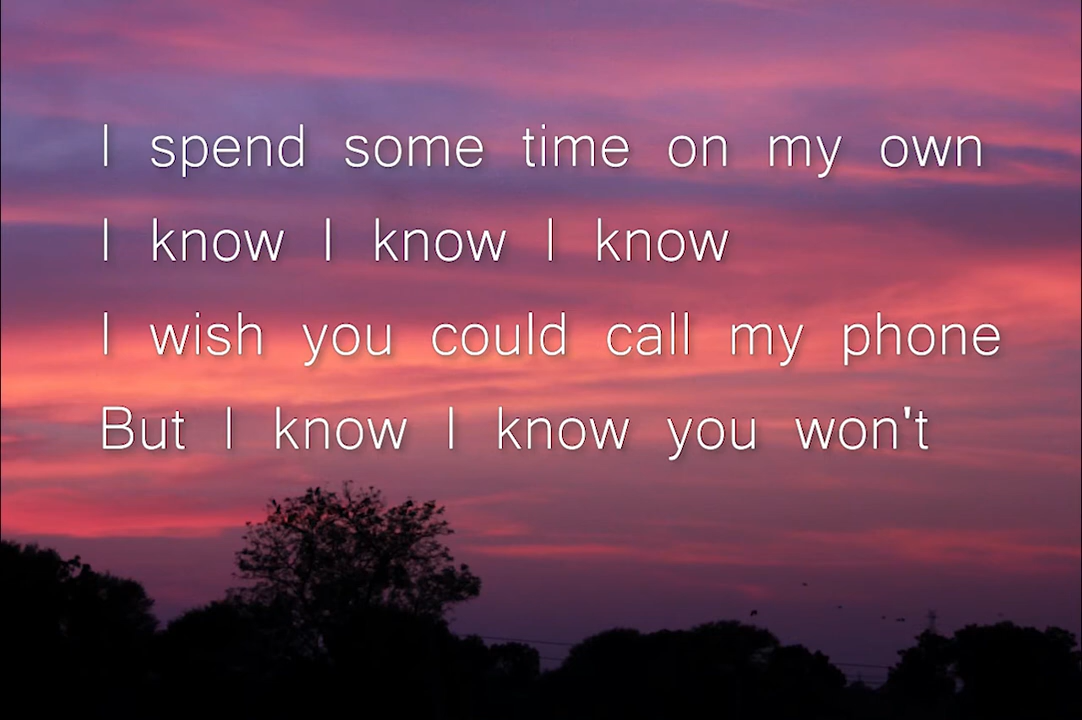 I spend some time on my own
I know I know I know
I wish you could call my phone
But I know I know you won't